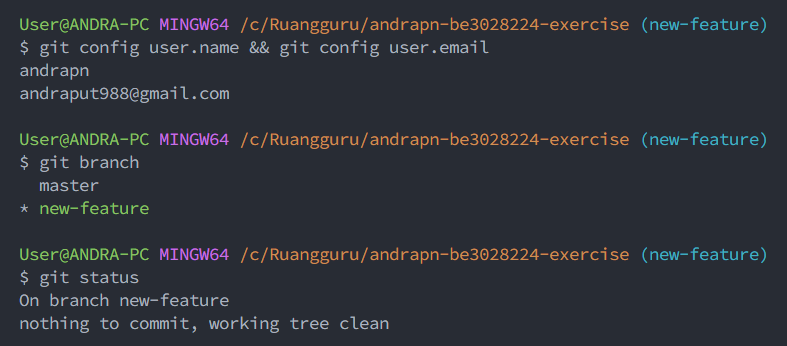 User@ANDRA-PC MINGW64 /c/Ruangguru/andrapn-be3028224-exercise (new-feature)
$ git config user.name && git config user.email
andrapn
andraput988@gmail.com

User@ANDRA-PC MINGW64 /c/Ruangguru/andrapn-be3028224-exercise (new-feature)
$ git branch
  master
* new-feature

User@ANDRA-PC MINGW64 /c/Ruangguru/andrapn-be3028224-exercise (new-feature)
$ git status
On branch new-feature
nothing to commit, working tree clean